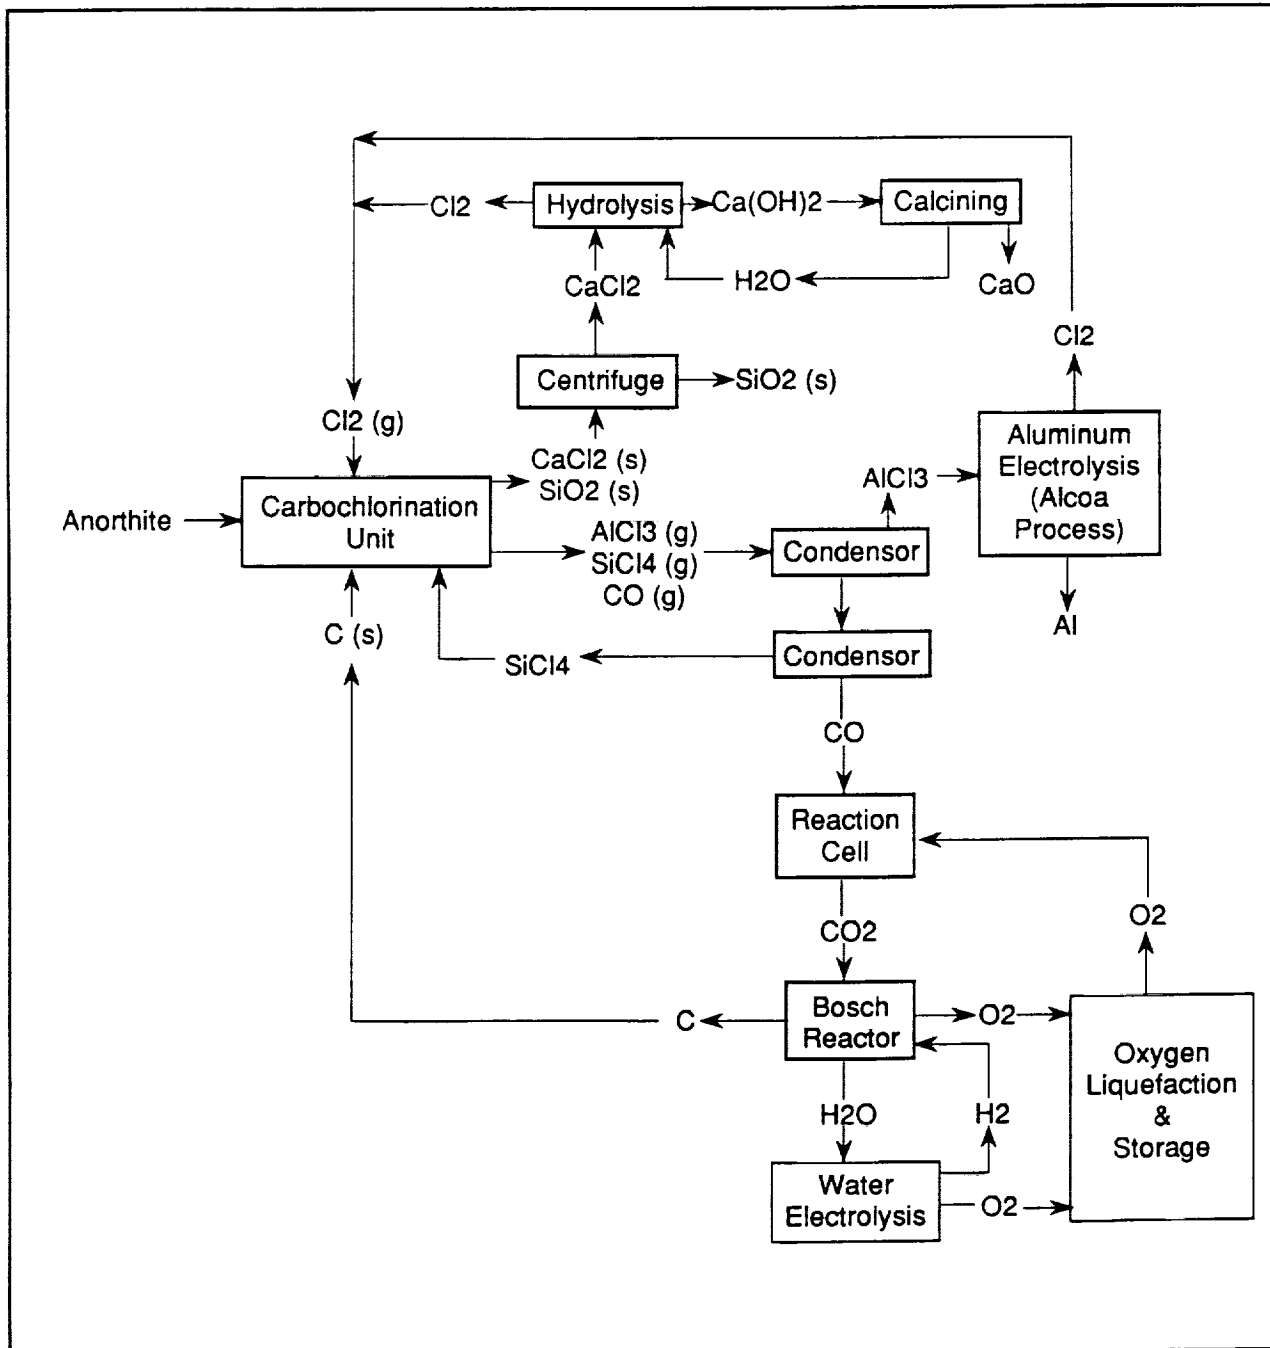 Cl2
Hydrolysis
Ca(OH)2
Calcining
CaCl2
H2O
CaO
Cl2
Centrifuge
SiO2 (s)
Cl2 (g)
CaCl2 (s)
SiO2 (s)
Aluminum
Electrolysis
(Alcoa
Process)
AlCl3
Anorthite
Carbochlorination
Unit
AlCl3 (g)
SiCl4 (g)
CO (g)
Condensor
C (s)
Al
SiCl4
Condensor
CO
Reaction
Cell
O2
CO2
C
Bosch
Reactor
O2
Oxygen
Liquefaction
&
Storage
H2O
H2
Water
Electrolysis
O2